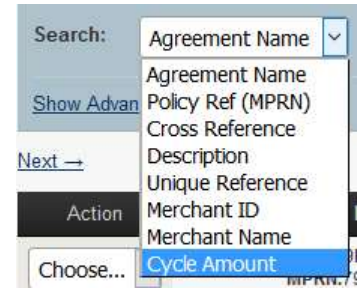 Search: Agreement Name
Agreement Name
Show Advan Policy Ref (MPRN)
Cross Reference
Description
Next → Unique Reference
Action Merchant ID
Merchant Name
Choose... Cycle Amount